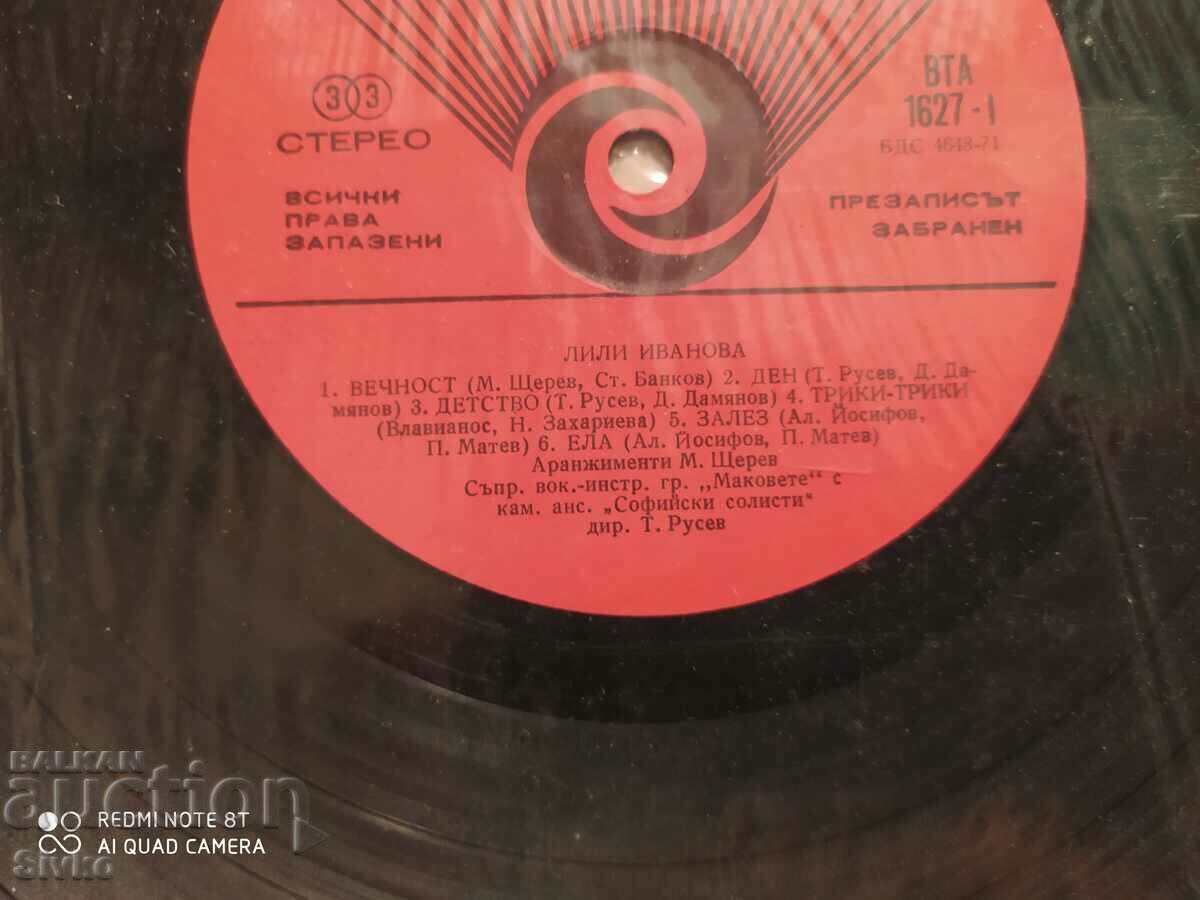 33
СТЕРЕО
ВТА
1627-I
БДС 4648-71
ВСИЧКИ
ПРАВА
ЗАПАЗЕНИ
ПРЕЗАПИСЪТ
ЗАБРАНЕН
ЛИЛИ ИВАНОВА
1. ВЕЧНОСТ (М. Щерев, Ст. Банков) 2. ДЕН (Т. Русев, Д. Да-
мянов) 3. ДЕТСТВО (Т. Русев, Д. Дамянов) 4. ТРИКИ-ТРИКИ
(Влавианос, Н. Захариева) 5. ЗАЛЕЗ (Ал. Йосифов,
П. Матев) 6. ЕЛА (Ал. Йосифов, П. Матев)
Аранжименти М. Щерев
Съпр. вок.-инстр. гр. „Маковете“ с
кам. анс. „Софийски солисти“
дир. Т. Русев
BALKAN
auction
REDMI NOTE 8T
AI QUAD CAMERA
Sivko